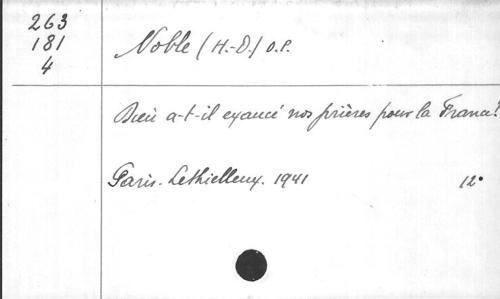 263
181
4
Noble (H.-D.) O.P.
Dieu a-t-il exaucé nos prières pour la France?
Paris. Lethielleux. 1941 12°